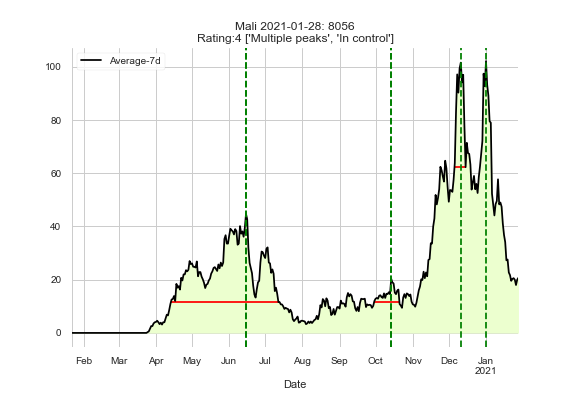 Mali 2021-01-28: 8056
Rating:4 ['Multiple peaks', 'In control']
Average-7d
100
80
60
40
20
0
Feb Mar Apr May Jun Jul Aug Sep Oct Nov Dec Jan
2021
Date